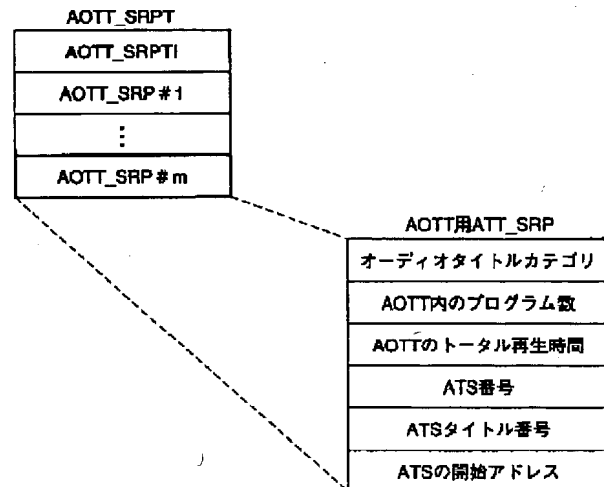 AOTT_SRPT
AOTT_SRPTI
AOTT_SRP＃1
⋮
AOTT_SRP＃m
AOTT用ATT_SRP
オーディオタイトルカテゴリ
AOTT内のプログラム数
AOTTのトータル再生時間
ATS番号
ATSタイトル番号
ATSの開始アドレス